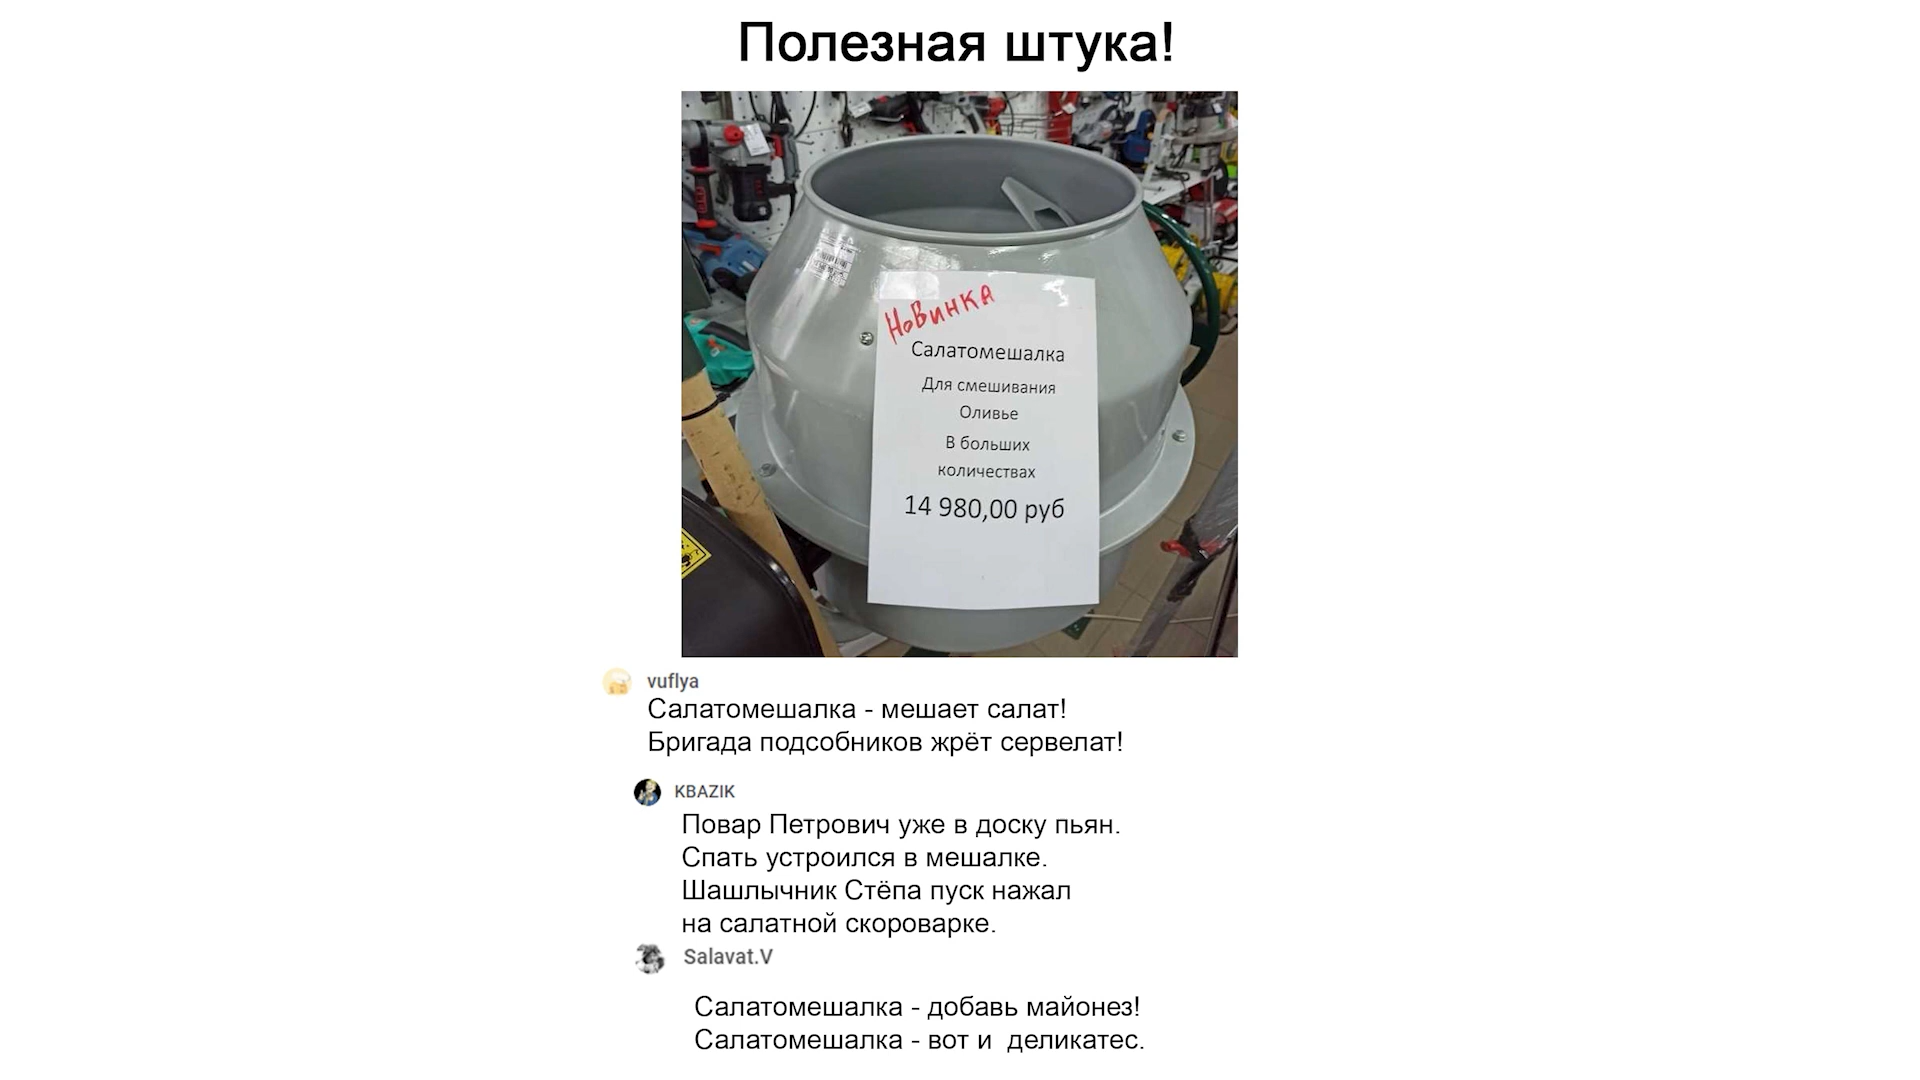 Полезная штука!
Новинка
Салатомешалка
Для смешивания
Оливье
В больших
количествах
14 980,00 руб
vuflya
Салатомешалка - мешает салат!
Бригада подсобников жрёт сервелат!
KBAZIK
Повар Петрович уже в доску пьян.
Спать устроился в мешалке.
Шашлычник Стёпа пуск нажал
на салатной скороварке.
Salavat.V
Салатомешалка - добавь майонез!
Салатомешалка - вот и  деликатес.